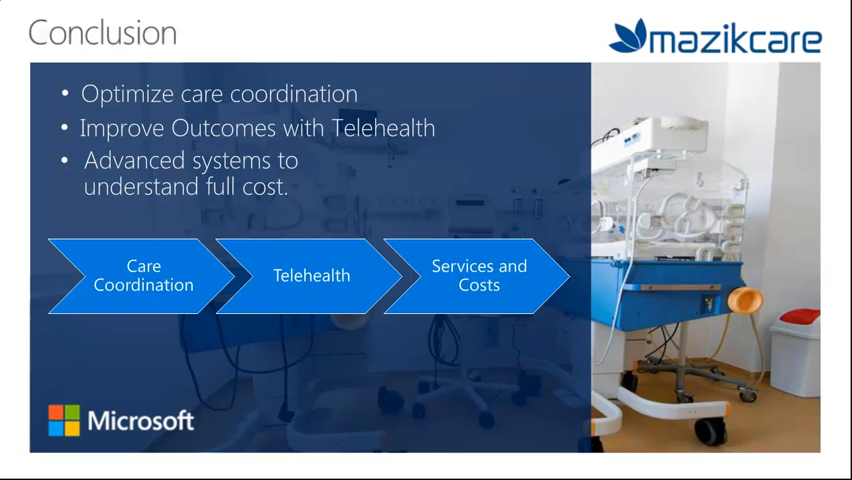 Conclusion
mazikcare
• Optimize care coordination
• Improve Outcomes with Telehealth
• Advanced systems to
understand full cost.
Care
Coordination
Telehealth
Services and
Costs
Microsoft